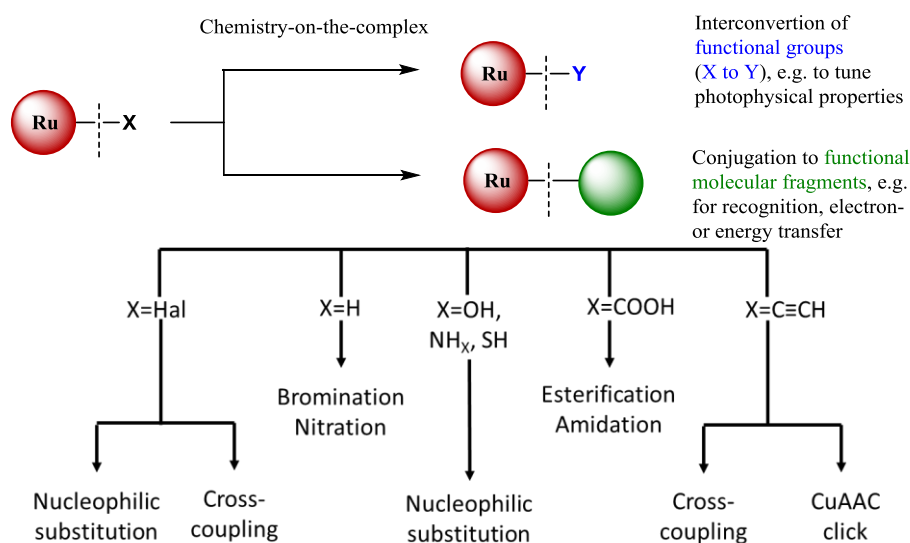 Chemistry-on-the-complex
Ru
X
Ru
Y
Interconvertion of
functional groups
(X to Y), e.g. to tune
photophysical properties
Ru
Conjugation to functional
molecular fragments, e.g.
for recognition, electron-
or energy transfer
X=Hal
X=H
X=OH,
NHX, SH
X=COOH
X=C≡CH
Bromination
Nitration
Esterification
Amidation
Nucleophilic
substitution
Cross-
coupling
Nucleophilic
substitution
Cross-
coupling
CuAAC
click